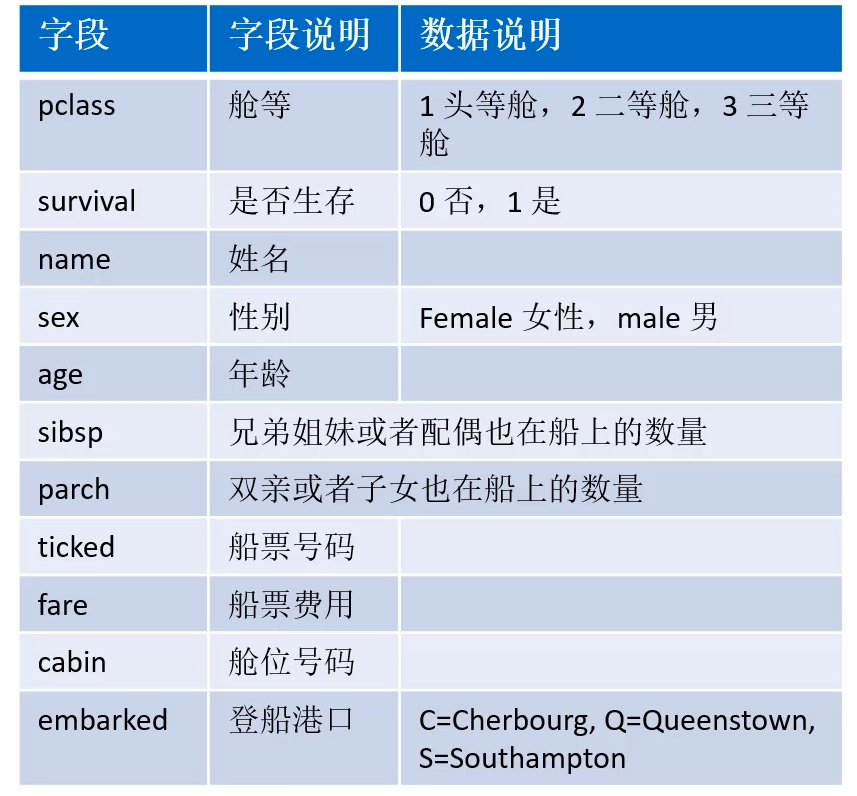 字段 字段说明 数据说明
pclass 舱等 1 头等舱，2 二等舱，3 三等
舱
survival 是否生存 0 否，1 是
name 姓名
sex 性别 Female 女性，male 男
age 年龄
sibsp 兄弟姐妹或者配偶也在船上的数量
parch 双亲或者子女也在船上的数量
ticked 船票号码
fare 船票费用
cabin 舱位号码
embarked 登船港口 C=Cherbourg, Q=Queenstown,
S=Southampton